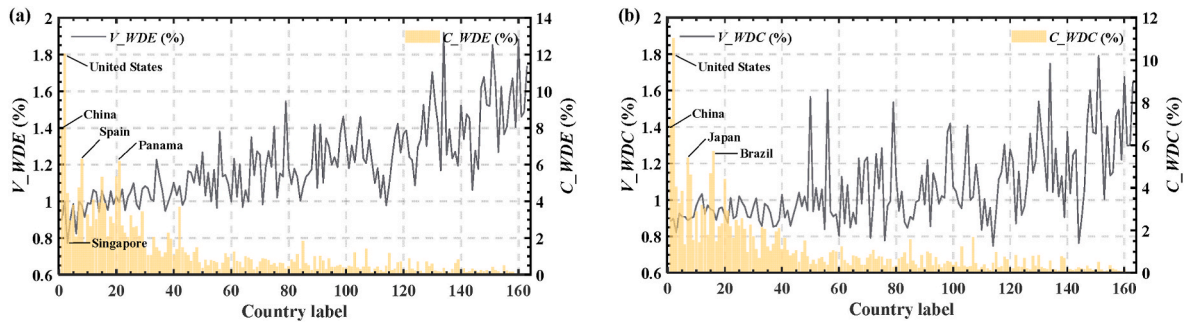 (a)
2
1.8
1.6
1.4
1.2
1
0.8
0.6
V_WDE (%)
V_WDE (%)
C_WDE (%)
United States
China
Spain
Panama
Singapore
14
12
10
8
6
4
2
0
C_WDE (%)
0 20 40 60 80 100 120 140 160
Country label
(b)
2
1.8
1.6
1.4
1.2
1
0.8
0.6
V_WDC (%)
V_WDC (%)
C_WDC (%)
United States
China
Japan
Brazil
12
10
8
6
4
2
0
C_WDC (%)
0 20 40 60 80 100 120 140 160
Country label